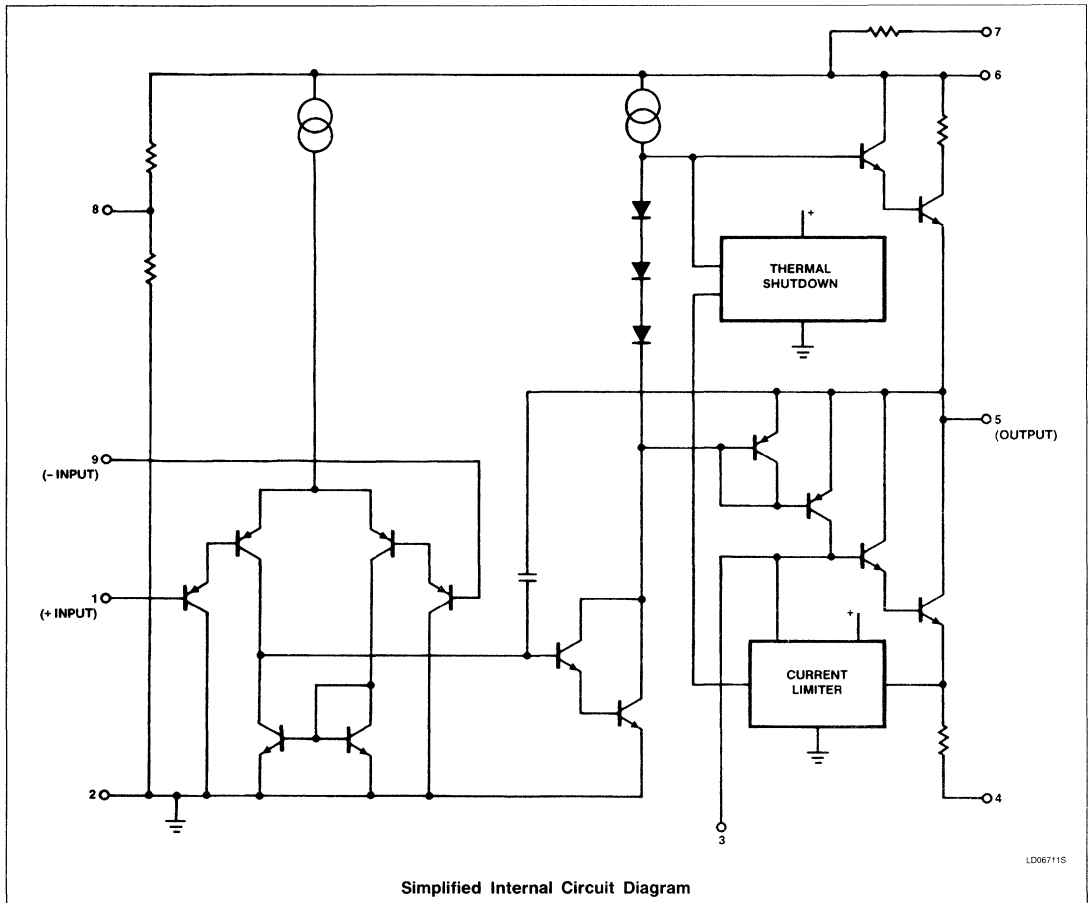 7
6
8
+
THERMAL
SHUTDOWN
5
(OUTPUT)
9
(– INPUT)
1
(+ INPUT)
+
CURRENT
LIMITER
2
4
3
LD06711S
Simplified Internal Circuit Diagram